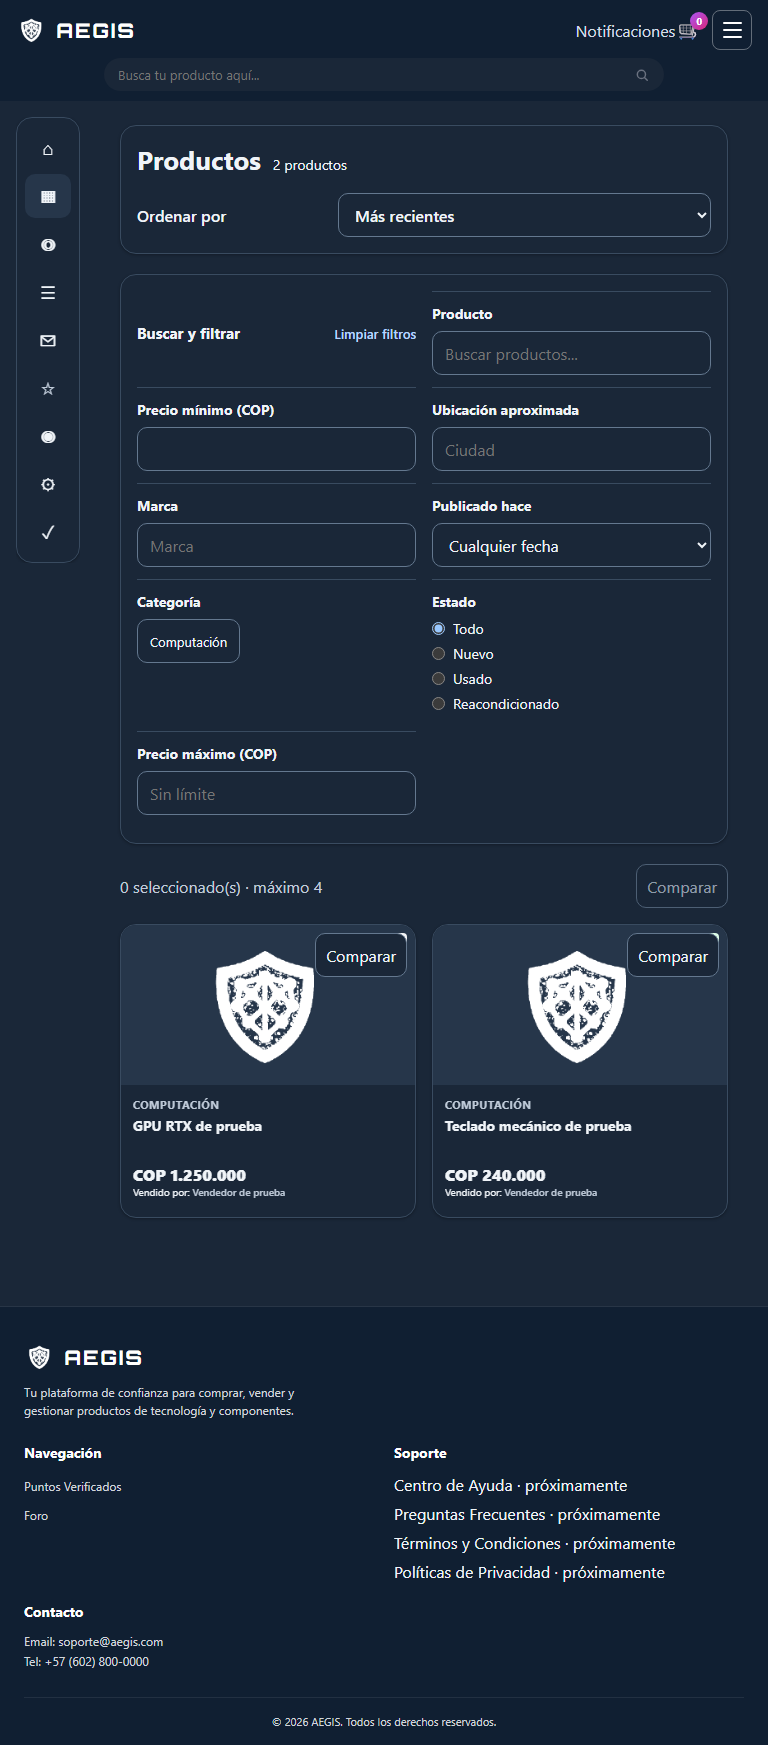 AEGIS
Notificaciones
0
Busca tu producto aquí...
Productos
2 productos
Ordenar por
Más recientes
Buscar y filtrar
Limpiar filtros
Producto
Buscar productos...
Precio mínimo (COP)
Ubicación aproximada
Ciudad
Marca
Marca
Publicado hace
Cualquier fecha
Categoría
Computación
Estado
Todo
Nuevo
Usado
Reacondicionado
Precio máximo (COP)
Sin límite
0 seleccionado(s) · máximo 4
Comparar
Comparar
COMPUTACIÓN
GPU RTX de prueba
COP 1.250.000
Vendido por: Vendedor de prueba
Comparar
COMPUTACIÓN
Teclado mecánico de prueba
COP 240.000
Vendido por: Vendedor de prueba
AEGIS
Tu plataforma de confianza para comprar, vender y
gestionar productos de tecnología y componentes.
Navegación
Puntos Verificados
Foro
Soporte
Centro de Ayuda · próximamente
Preguntas Frecuentes · próximamente
Términos y Condiciones · próximamente
Políticas de Privacidad · próximamente
Contacto
Email: soporte@aegis.com
Tel: +57 (602) 800-0000
© 2026 AEGIS. Todos los derechos reservados.